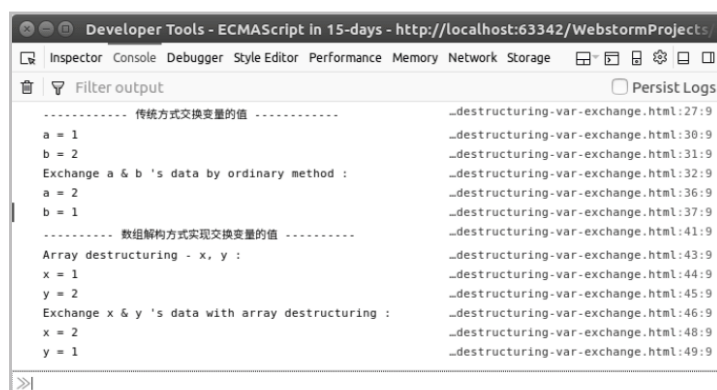 Developer Tools - ECMAScript in 15-days - http://localhost:63342/WebstormProjects/
Inspector Console Debugger Style Editor Performance Memory Network Storage
Filter output Persist Logs
------------ 传统方式交换变量的值 ------------ …destructuring-var-exchange.html:27:9
a = 1 …destructuring-var-exchange.html:30:9
b = 2 …destructuring-var-exchange.html:31:9
Exchange a & b 's data by ordinary method : …destructuring-var-exchange.html:32:9
a = 2 …destructuring-var-exchange.html:36:9
b = 1 …destructuring-var-exchange.html:37:9
---------- 数组解构方式实现交换变量的值 ---------- …destructuring-var-exchange.html:41:9
Array destructuring - x, y : …destructuring-var-exchange.html:43:9
x = 1 …destructuring-var-exchange.html:44:9
y = 2 …destructuring-var-exchange.html:45:9
Exchange x & y 's data with array destructuring : …destructuring-var-exchange.html:46:9
x = 2 …destructuring-var-exchange.html:48:9
y = 1 …destructuring-var-exchange.html:49:9